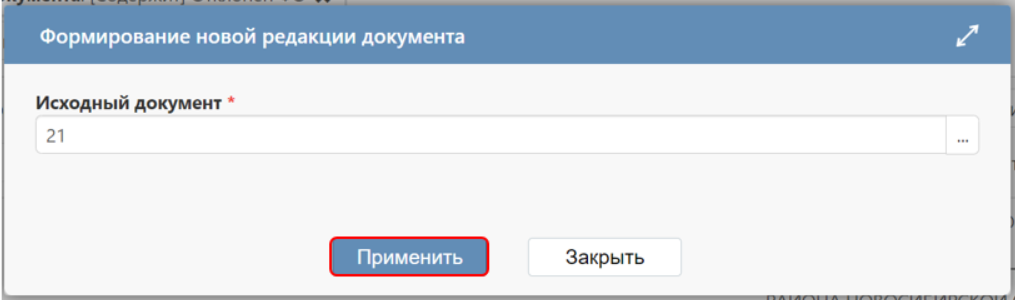 Формирование новой редакции документа
Исходный документ *
21
...
Применить
Закрыть